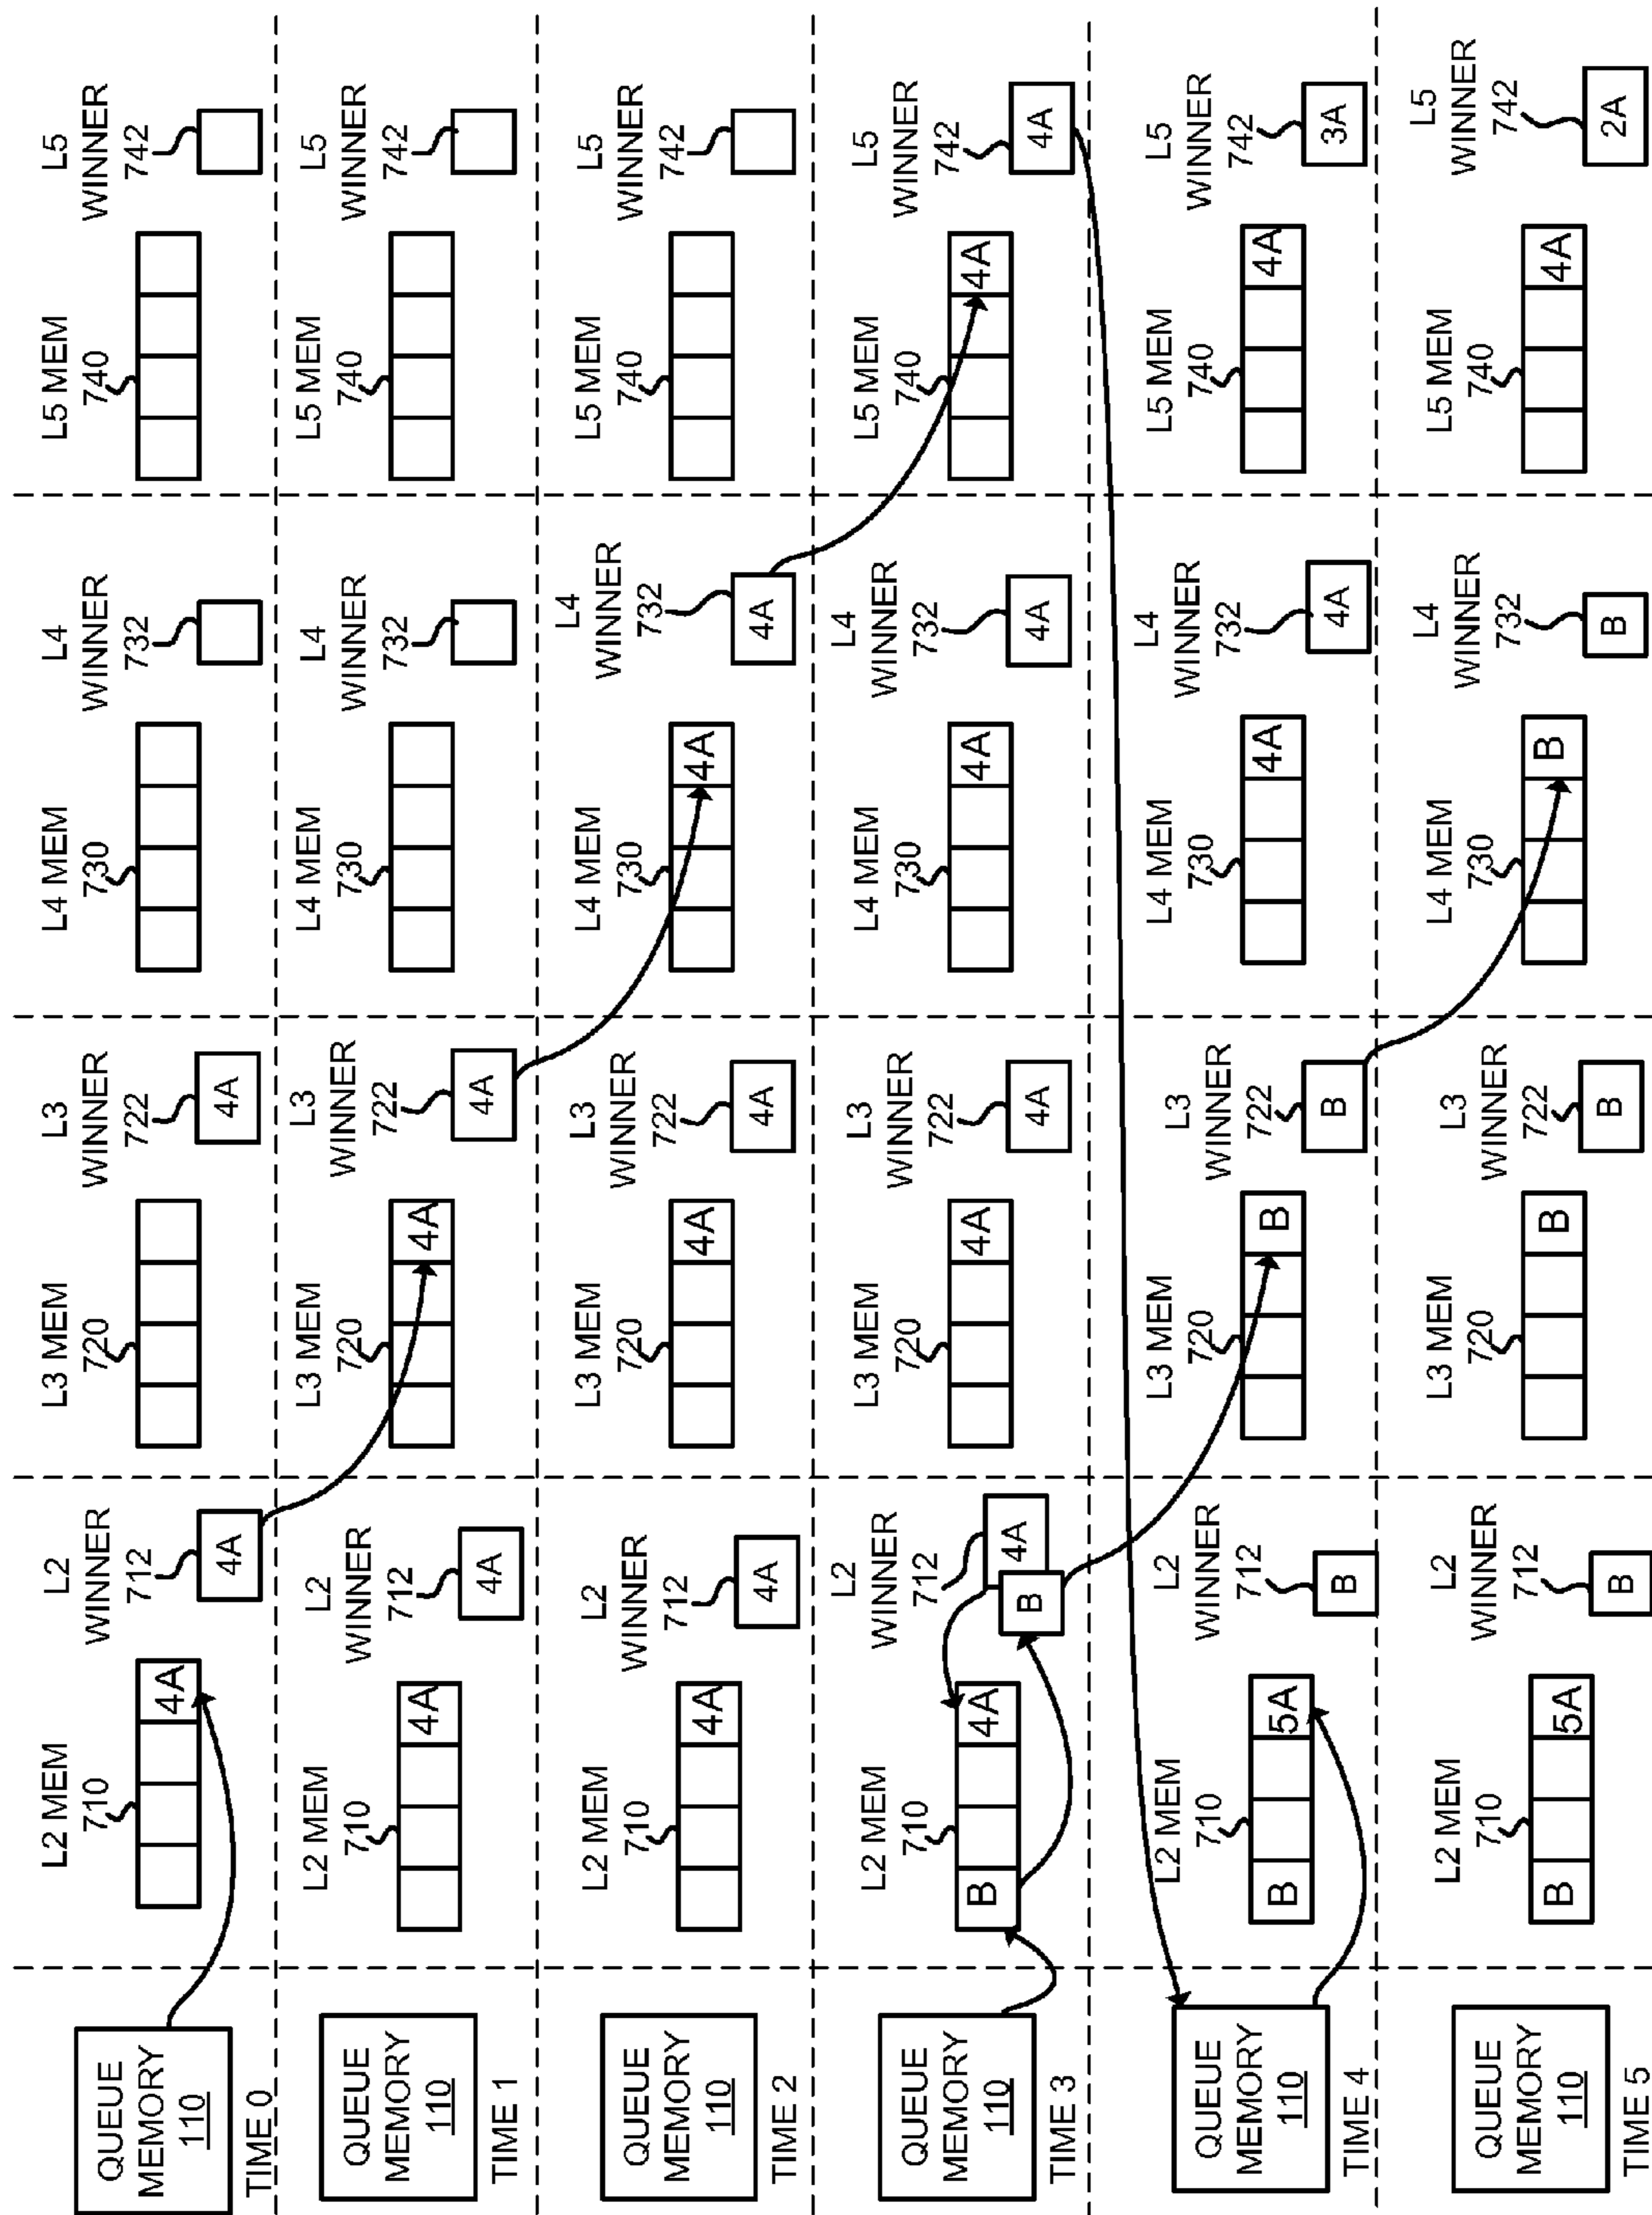 QUEUE
MEMORY
110
TIME 0
L2 MEM
710
4A
L2
WINNER
712
4A
L3 MEM
720
L3
WINNER
722
4A
L4 MEM
730
L4
WINNER
732
L5 MEM
740
L5
WINNER
742
QUEUE
MEMORY
110
TIME 1
L2 MEM
710
4A
L2
WINNER
712
4A
L3 MEM
720
4A
L3
WINNER
722
4A
L4 MEM
730
L4
WINNER
732
L5 MEM
740
L5
WINNER
742
QUEUE
MEMORY
110
TIME 2
L2 MEM
710
4A
L2
WINNER
712
4A
L3 MEM
720
4A
L3
WINNER
722
4A
L4 MEM
730
4A
L4
WINNER
732
4A
L5 MEM
740
L5
WINNER
742
QUEUE
MEMORY
110
TIME 3
L2 MEM
710
B 4A
L2
WINNER
712
4A
B
L3 MEM
720
4A
L3
WINNER
722
4A
L4 MEM
730
4A
L4
WINNER
732
4A
L5 MEM
740
4A
L5
WINNER
742
4A
QUEUE
MEMORY
110
TIME 4
L2 MEM
710
B 5A
L2
WINNER
712
B
L3 MEM
720
B
L3
WINNER
722
B
L4 MEM
730
4A
L4
WINNER
732
4A
L5 MEM
740
4A
L5
WINNER
742
3A
QUEUE
MEMORY
110
TIME 5
L2 MEM
710
B 5A
L2
WINNER
712
B
L3 MEM
720
B
L3
WINNER
722
B
L4 MEM
730
B
L4
WINNER
732
B
L5 MEM
740
4A
L5
WINNER
742
2A